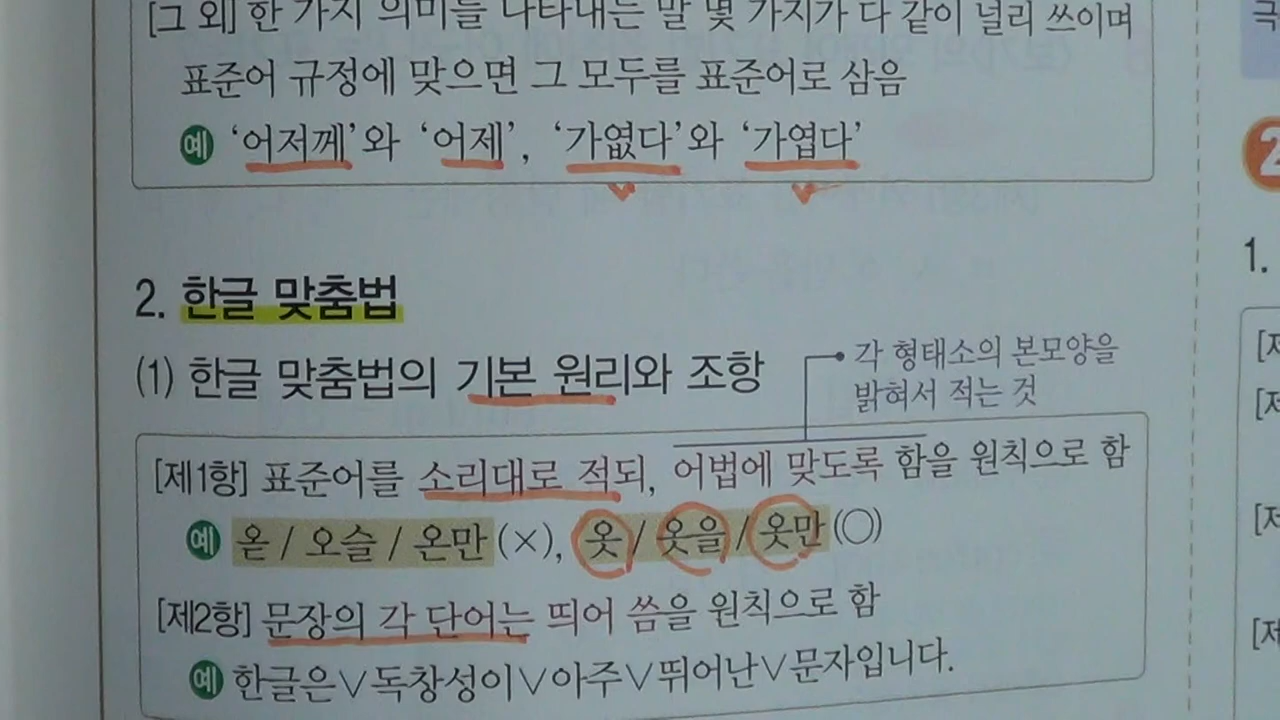 [그 외] 한 가지 의미를 나타내는 말 몇 가지가 다 같이 널리 쓰이며
표준어 규정에 맞으면 그 모두를 표준어로 삼음
예 '어저께'와 '어제', '가엾다'와 '가엽다'
2. 한글 맞춤법
(1) 한글 맞춤법의 기본 원리와 조항
각 형태소의 본모양을
밝혀서 적는 것
[제1항] 표준어를 소리대로 적되, 어법에 맞도록 함을 원칙으로 함
예 옫 / 오슬 / 온만 (×), 옷 / 옷을 / 옷만 (○)
[제2항] 문장의 각 단어는 띄어 씀을 원칙으로 함
예 한글은∨독창성이∨아주∨뛰어난∨문자입니다.
2
1.
[제
[제
[제
[제